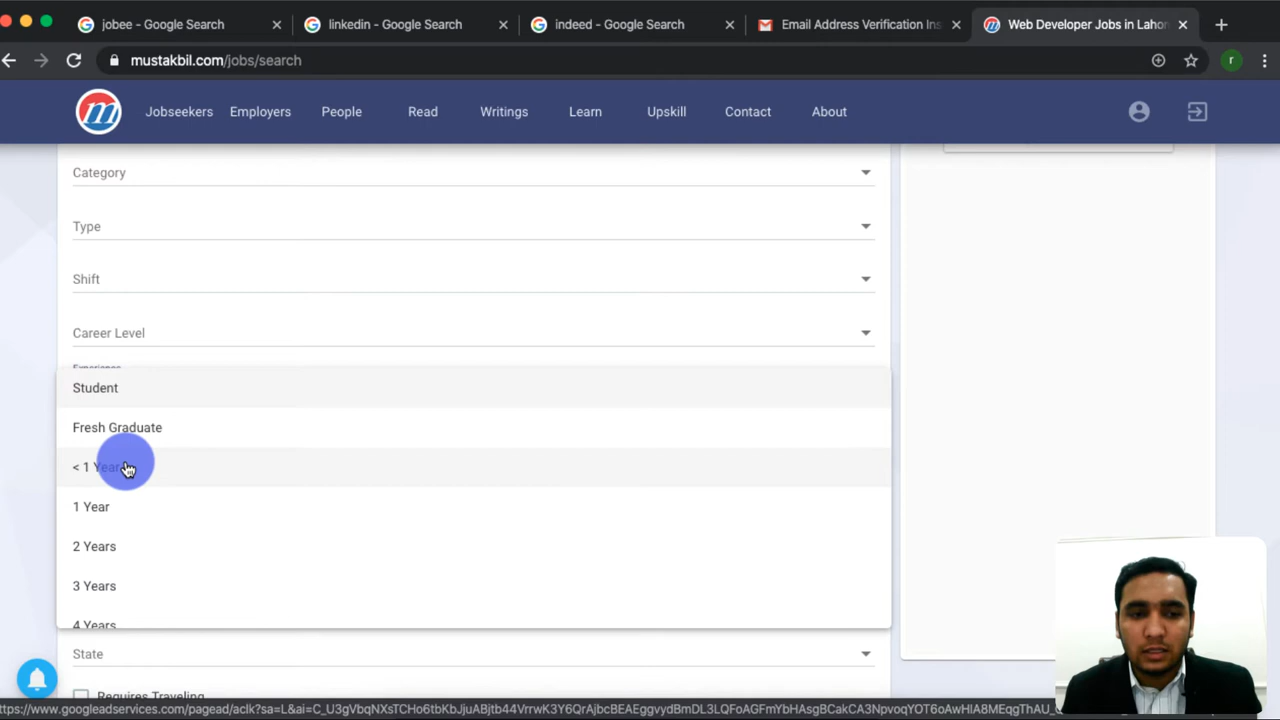 jobee - Google Search
linkedin - Google Search
indeed - Google Search
Email Address Verification Ins
Web Developer Jobs in Lahor
mustakbil.com/jobs/search
r
m
Jobseekers Employers People Read Writings Learn Upskill Contact About
Category
Type
Shift
Career Level
Experience
Student
Fresh Graduate
< 1 Year
1 Year
2 Years
3 Years
4 Years
State
Requires Traveling